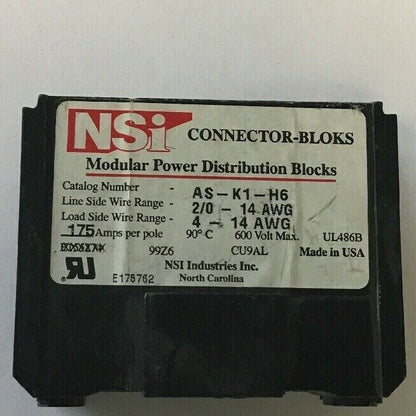 NSi CONNECTOR-BLOKS
Modular Power Distribution Blocks
Catalog Number - AS-K1-H6
Line Side Wire Range - 2/0 - 14 AWG
Load Side Wire Range - 4 - 14 AWG
175 Amps per pole 90°C 600 Volt Max. UL486B
99Z6 CU9AL Made in USA
NSI Industries Inc.
E175762 North Carolina